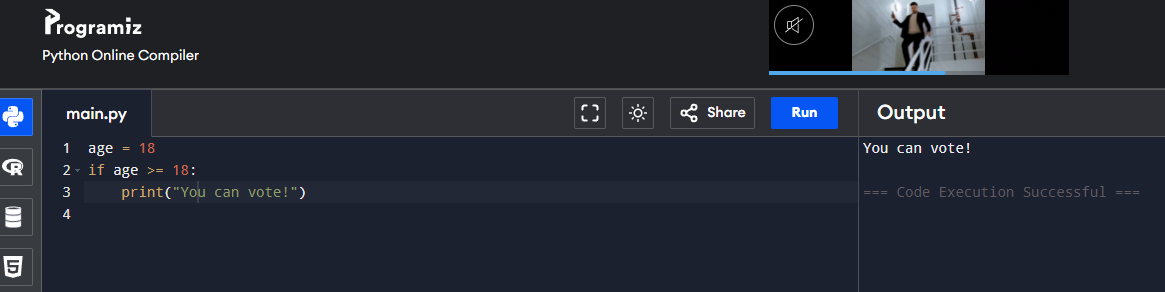 Programiz
Python Online Compiler
main.py
Share
Run
Output
1 age = 18
2 if age >= 18:
3     print("You can vote!")
4
You can vote!
=== Code Execution Successful ===